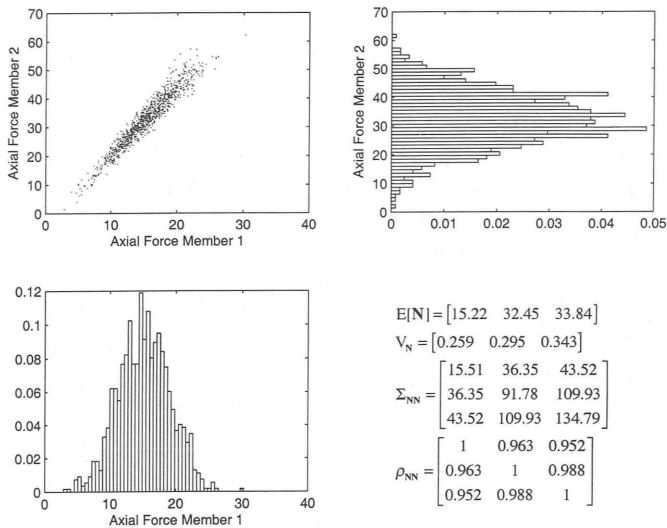 70
60
50
40
30
20
10
0
Axial Force Member 2
0 10 20 30 40
Axial Force Member 1
70
60
50
40
30
20
10
0
Axial Force Member 2
0 0.01 0.02 0.03 0.04 0.05
0.12
0.1
0.08
0.06
0.04
0.02
0
0 10 20 30 40
Axial Force Member 1
E[N] = [15.22 32.45 33.84]
V_N = [0.259 0.295 0.343]
15.51 36.35 43.52
Σ_NN = 36.35 91.78 109.93
43.52 109.93 134.79
1 0.963 0.952
ρ_NN = 0.963 1 0.988
0.952 0.988 1